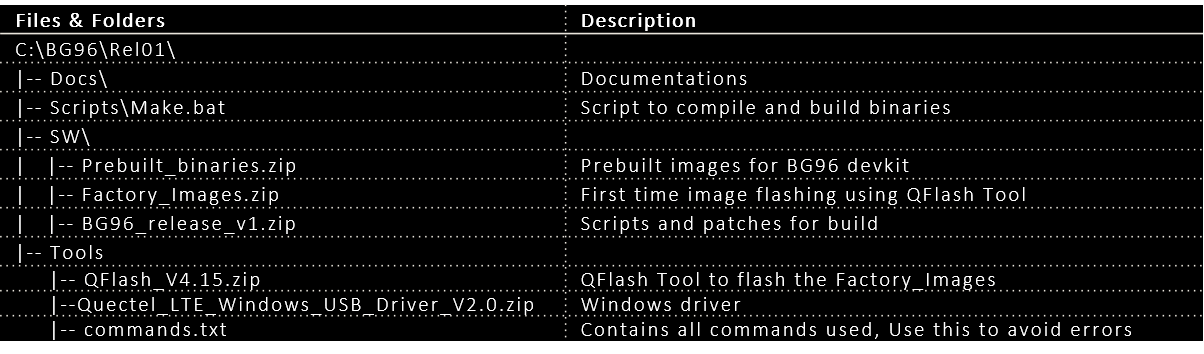 Files & Folders Description
C:\BG96\Rel01\
|-- Docs\ Documentations
|-- Scripts\Make.bat Script to compile and build binaries
|-- SW\
| |-- Prebuilt_binaries.zip Prebuilt images for BG96 devkit
| |-- Factory_Images.zip First time image flashing using QFlash Tool
| |-- BG96_release_v1.zip Scripts and patches for build
|-- Tools
|-- QFlash_V4.15.zip QFlash Tool to flash the Factory_Images
|--Quectel_LTE_Windows_USB_Driver_V2.0.zip Windows driver
|-- commands.txt Contains all commands used, Use this to avoid errors